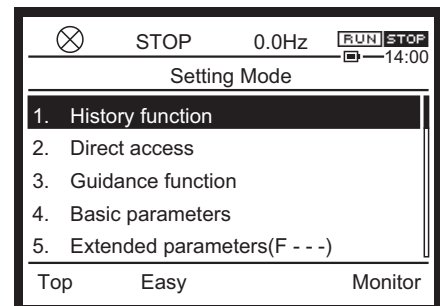 STOP 0.0Hz RUN STOP
14:00
Setting Mode
1. History function
2. Direct access
3. Guidance function
4. Basic parameters
5. Extended parameters(F - - -)
Top Easy Monitor